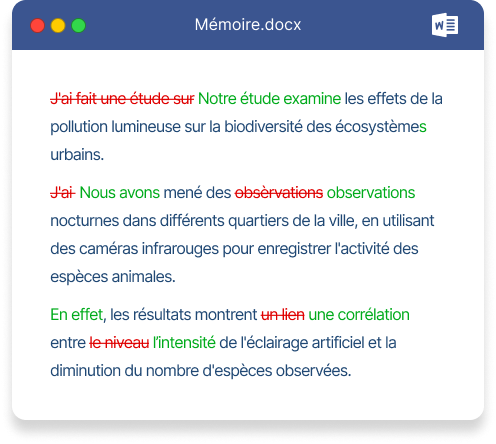 Mémoire.docx
W
J'ai fait une étude sur Notre étude examine les effets de la
pollution lumineuse sur la biodiversité des écosystèmes
urbains.
J'ai Nous avons mené des obsèrvations observations
nocturnes dans différents quartiers de la ville, en utilisant
des caméras infrarouges pour enregistrer l'activité des
espèces animales.
En effet, les résultats montrent un lien une corrélation
entre le niveau l'intensité de l'éclairage artificiel et la
diminution du nombre d'espèces observées.